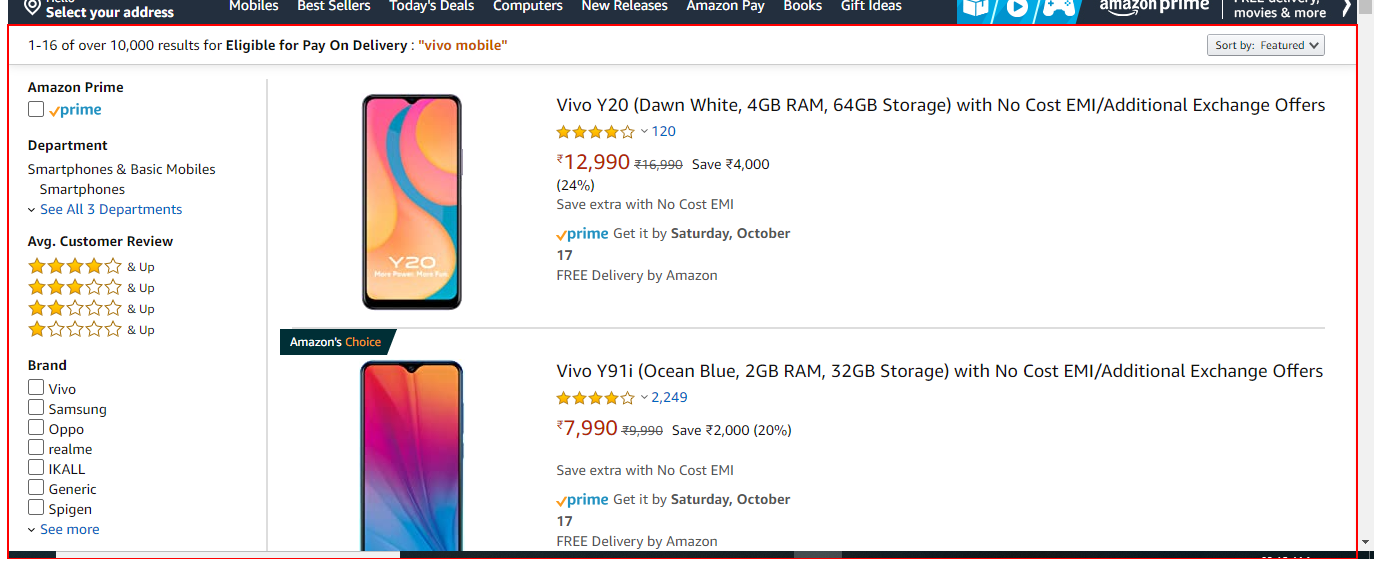 Hello
Select your address
Mobiles Best Sellers Today's Deals Computers New Releases Amazon Pay Books Gift Ideas
amazon prime
FREE delivery,
movies & more
1-16 of over 10,000 results for Eligible for Pay On Delivery : "vivo mobile"
Sort by: Featured
Amazon Prime
prime
Department
Smartphones & Basic Mobiles
Smartphones
See All 3 Departments
Avg. Customer Review
& Up
& Up
& Up
& Up
Brand
Vivo
Samsung
Oppo
realme
IKALL
Generic
Spigen
See more
Y20
More Power. More Fun.
Vivo Y20 (Dawn White, 4GB RAM, 64GB Storage) with No Cost EMI/Additional Exchange Offers
120
₹12,990 ₹16,990 Save ₹4,000
(24%)
Save extra with No Cost EMI
prime Get it by Saturday, October
17
FREE Delivery by Amazon
Amazon's Choice
Vivo Y91i (Ocean Blue, 2GB RAM, 32GB Storage) with No Cost EMI/Additional Exchange Offers
2,249
₹7,990 ₹9,990 Save ₹2,000 (20%)
Save extra with No Cost EMI
prime Get it by Saturday, October
17
FREE Delivery by Amazon